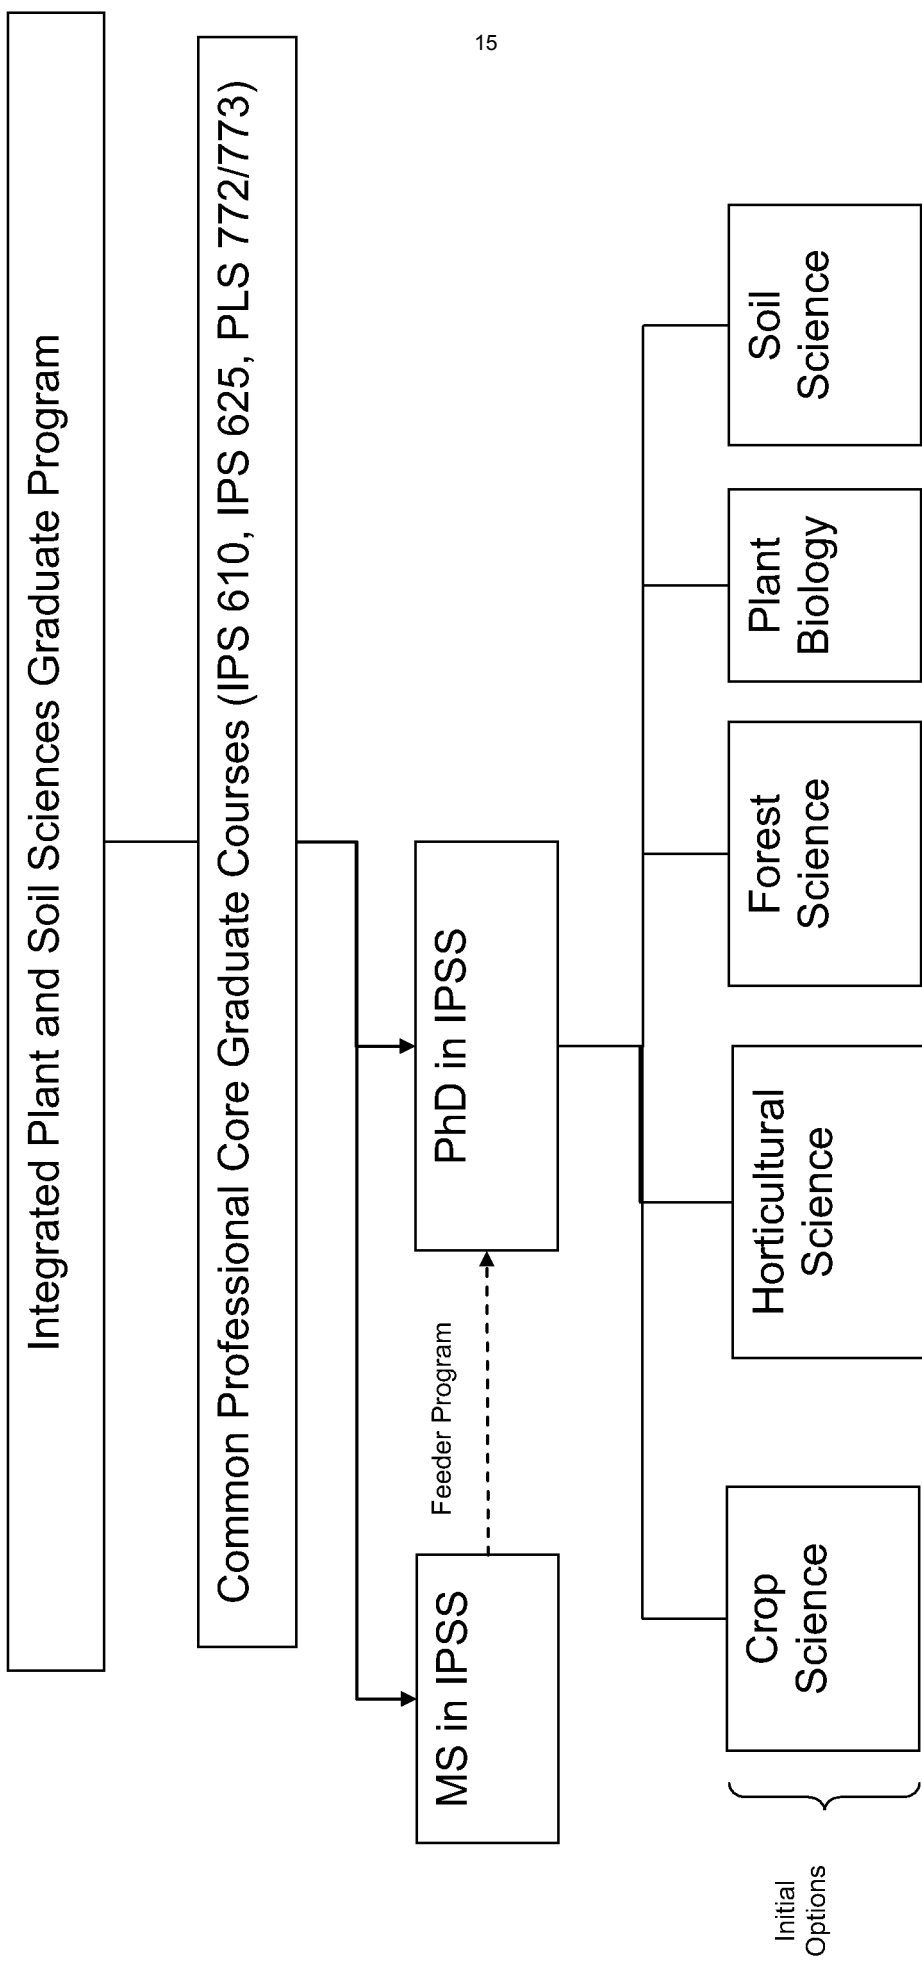 15
Integrated Plant and Soil Sciences Graduate Program
Common Professional Core Graduate Courses (IPS 610, IPS 625, PLS 772/773)
MS in IPSS
Feeder Program
PhD in IPSS
Initial
Options
Crop
Science
Horticultural
Science
Forest
Science
Plant
Biology
Soil
Science